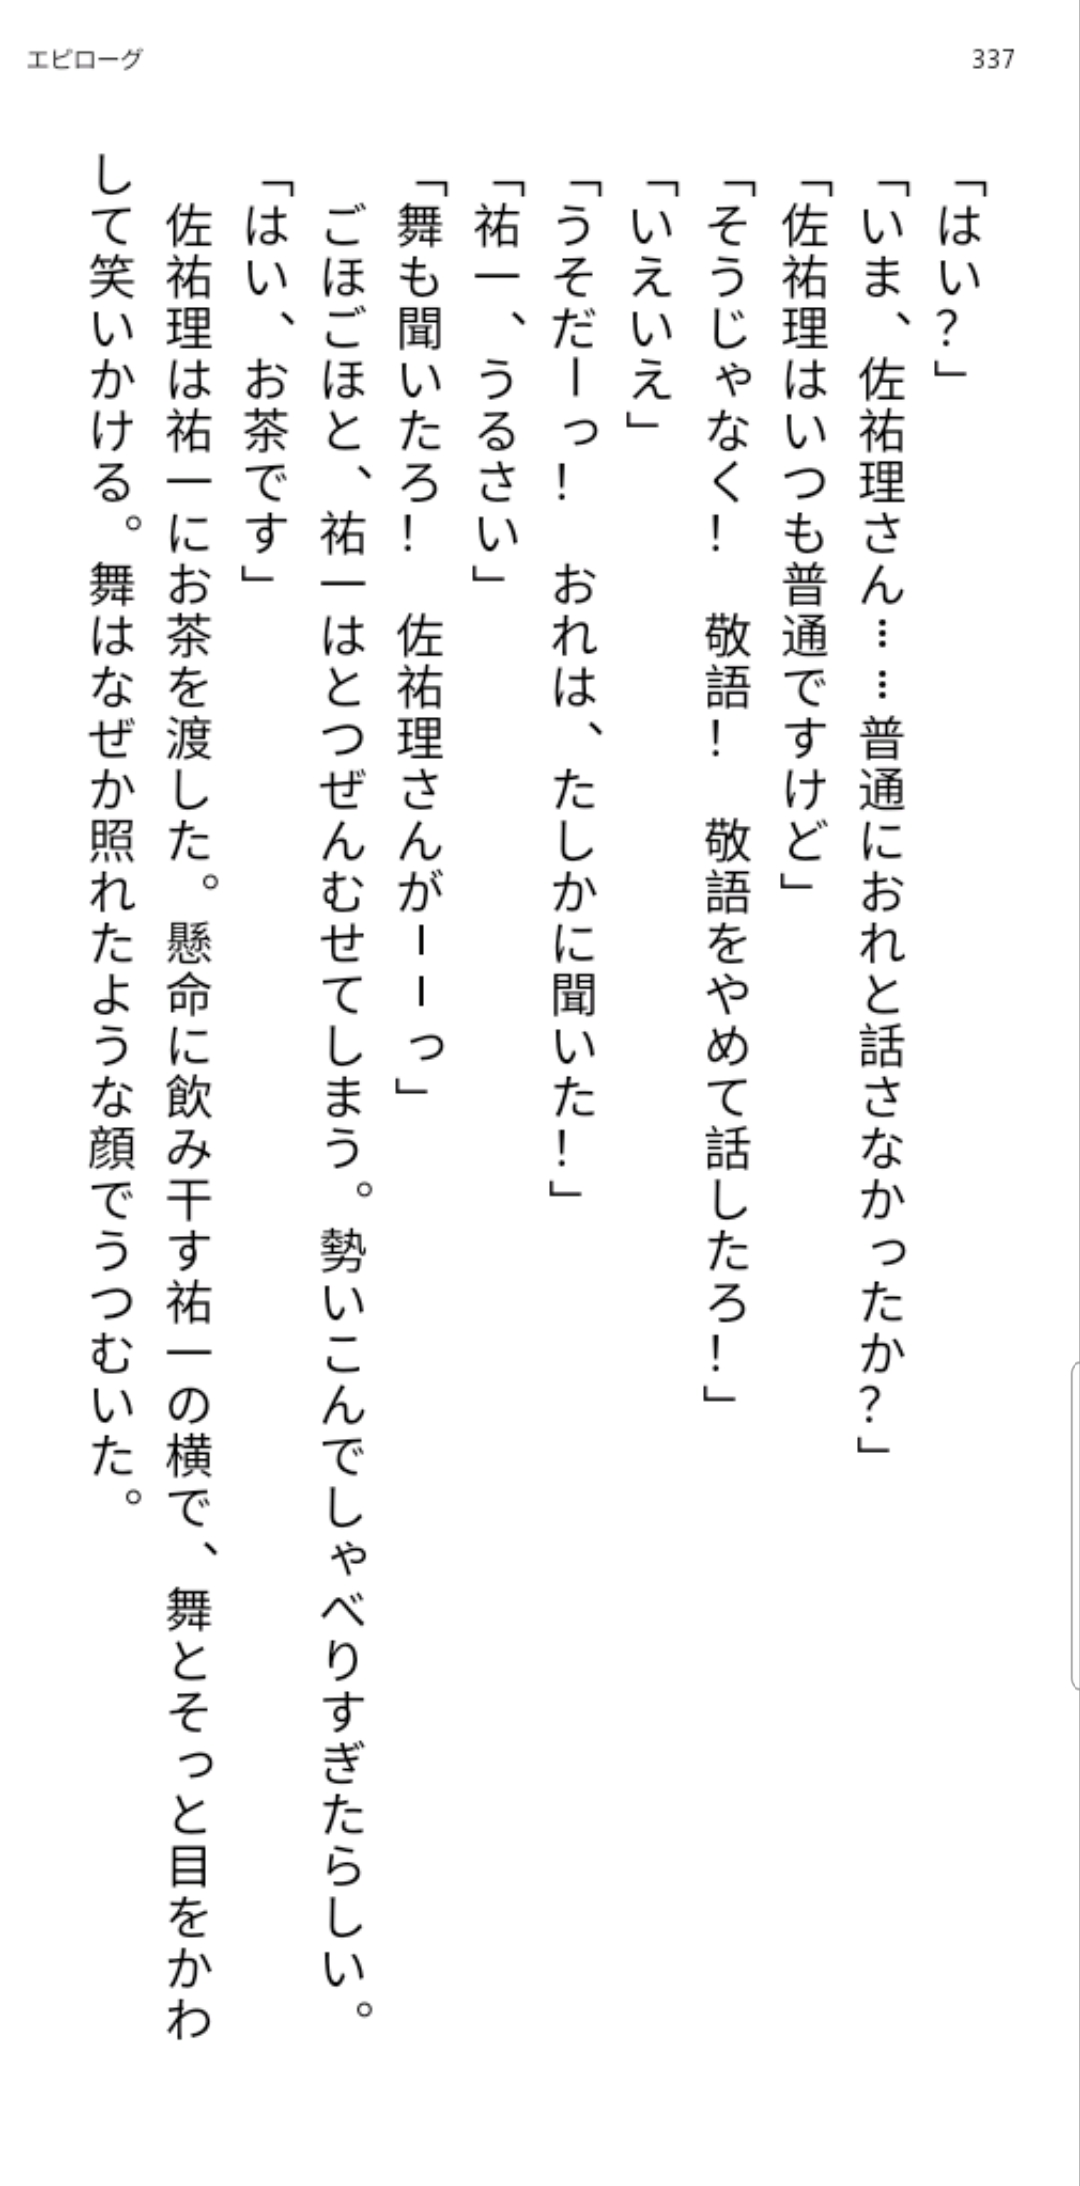 エピローグ
337
「はい?」
「いま、佐祐理さん……普通におれと話さなかったか?」
「佐祐理はいつも普通ですけど」
「そうじゃなく! 敬語! 敬語をやめて話したろ!」
「いえいえ」
「うそだーっ! おれは、たしかに聞いた!」
「祐一、うるさい」
「舞も聞いたろ! 佐祐理さんがーーっ」
ごほごほと、祐一はとつぜんむせてしまう。勢いこんでしゃべりすぎたらしい。
「はい、お茶です」
佐祐理は祐一にお茶を渡した。懸命に飲み干す祐一の横で、舞とそっと目をかわ
して笑いかける。舞はなぜか照れたような顔でうつむいた。